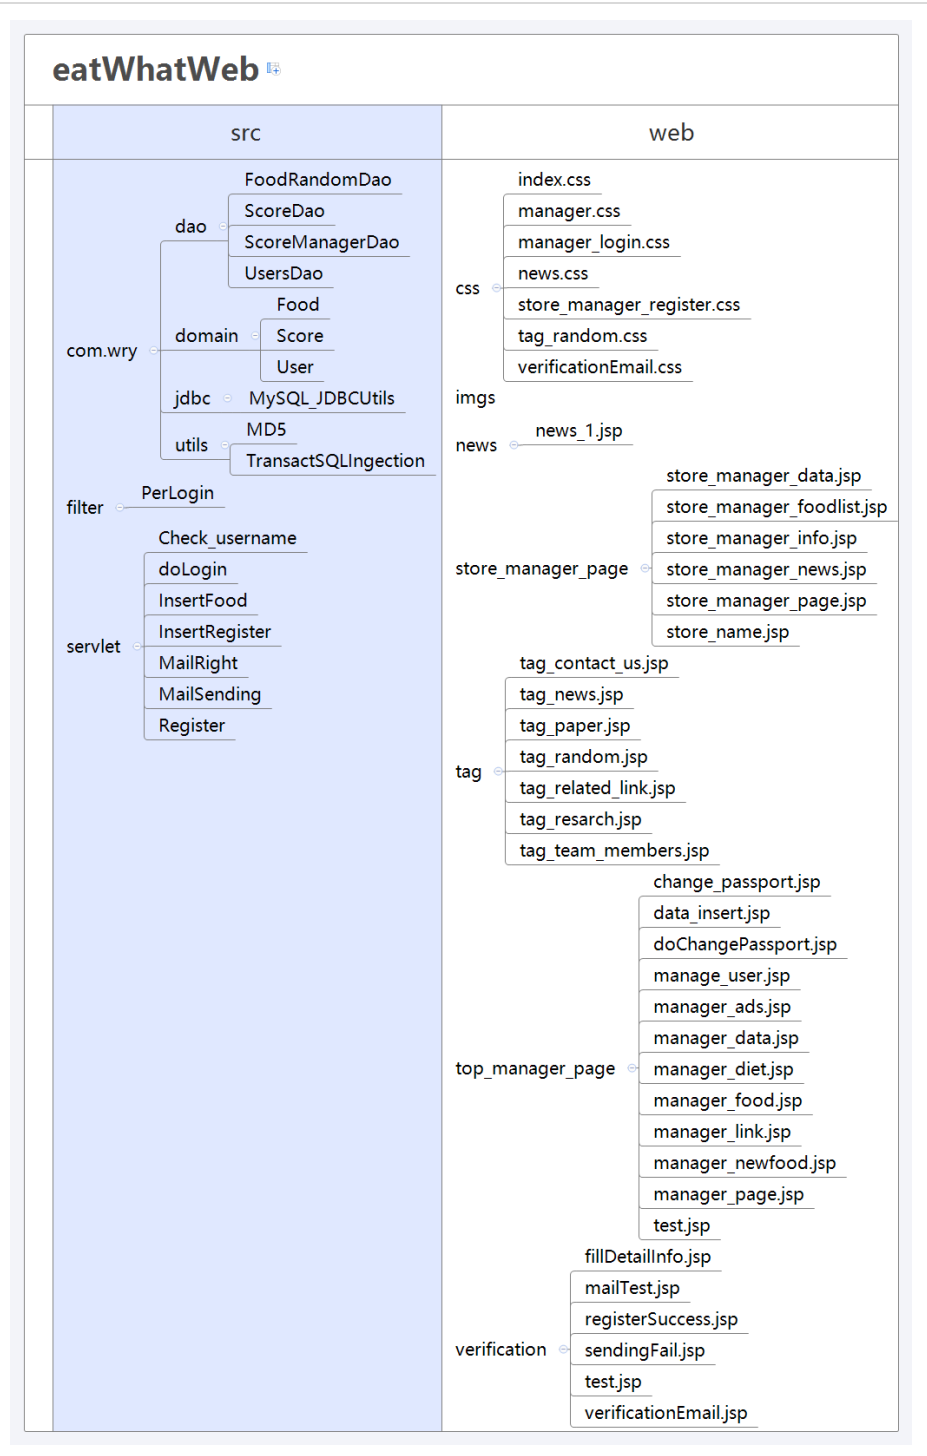 eatWhatWeb
src
web
com.wry
dao
FoodRandomDao
ScoreDao
ScoreManagerDao
UsersDao
domain
Food
Score
User
jdbc
MySQL_JDBCUtils
utils
MD5
TransactSQLIngection
filter
PerLogin
servlet
Check_username
doLogin
InsertFood
InsertRegister
MailRight
MailSending
Register
css
index.css
manager.css
manager_login.css
news.css
store_manager_register.css
tag_random.css
verificationEmail.css
imgs
news
news_1.jsp
store_manager_page
store_manager_data.jsp
store_manager_foodlist.jsp
store_manager_info.jsp
store_manager_news.jsp
store_manager_page.jsp
store_name.jsp
tag
tag_contact_us.jsp
tag_news.jsp
tag_paper.jsp
tag_random.jsp
tag_related_link.jsp
tag_resarch.jsp
tag_team_members.jsp
top_manager_page
change_passport.jsp
data_insert.jsp
doChangePassport.jsp
manage_user.jsp
manager_ads.jsp
manager_data.jsp
manager_diet.jsp
manager_food.jsp
manager_link.jsp
manager_newfood.jsp
manager_page.jsp
test.jsp
verification
fillDetailInfo.jsp
mailTest.jsp
registerSuccess.jsp
sendingFail.jsp
test.jsp
verificationEmail.jsp